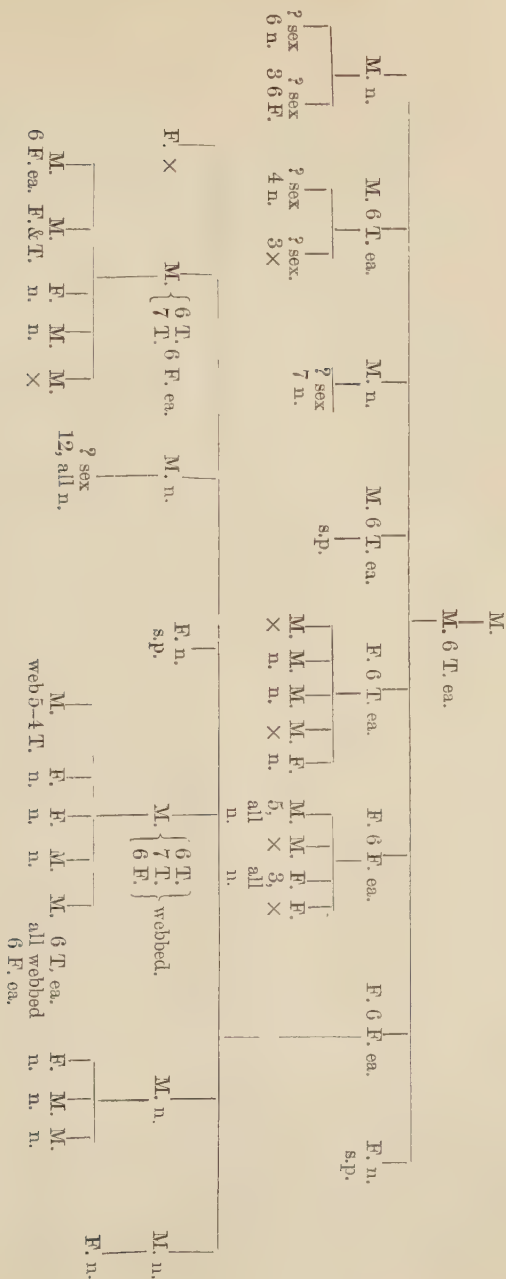 M.
M. 6 T. ea.
M. n. M. 6 T. ea. M. n. M. 6 T. ea. F. 6 T. ea. F. 6 F. ea. F. 6 F. ea. F. n.
s.p.
? sex ? sex ? sex ? sex. ? sex s.p. M. M. M. M. F. M. M. F. F.
6 n. 3 6 F. 4 n. 3 × 7 n. × n. n. × n. 5, × 3, ×
all all
n. n.
F. × M. { 6 T. 6 F. ea. M. n. F. n. M. { 6 T. } webbed. M. n. M. n.
7 T. s.p. 7 T.
6 F.
M. M. F. M. M. ? sex M. F. F. M. M. 6 T. ea. F. M. M. F. n.
6 F. ea. F. & T. n. n. × 12, all n. web 5–4 T. n. n. n. all webbed n. n. n.
6 F. ea.